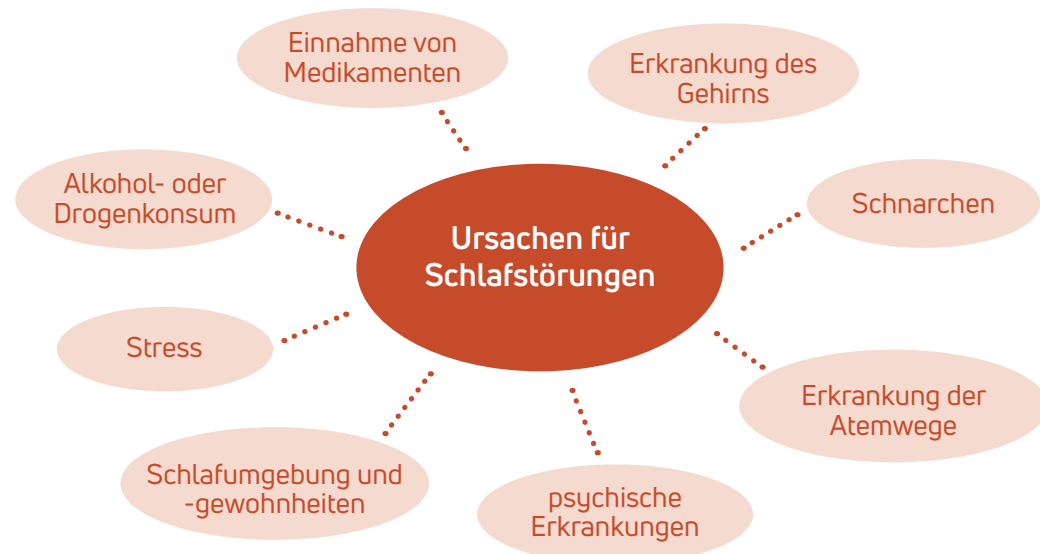 Einnahme von
Medikamenten
Erkrankung des
Gehirns
Alkohol- oder
Drogenkonsum
Schnarchen
Ursachen für
Schlafstörungen
Stress
Erkrankung der
Atemwege
Schlafumgebung und
-gewohnheiten
psychische
Erkrankungen